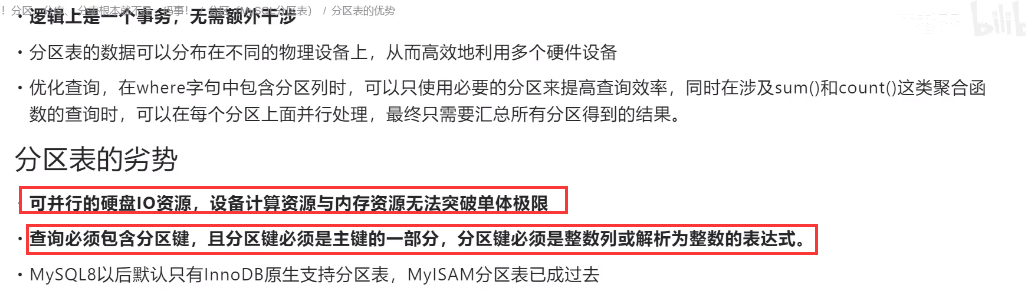 逻辑上是一个事务，无需额外干涉
/ 分区表的优势
bilib
分区表的数据可以分布在不同的物理设备上，从而高效地利用多个硬件设备
优化查询，在where字句中包含分区列时，可以只使用必要的分区来提高查询效率，同时在涉及sum()和count()这类聚合函
数的查询时，可以在每个分区上面并行处理，最终只需要汇总所有分区得到的结果。
分区表的劣势
可并行的硬盘IO资源，设备计算资源与内存资源无法突破单体极限
查询必须包含分区键，且分区键必须是主键的一部分，分区键必须是整数列或解析为整数的表达式。
MySQL8以后默认只有InnoDB原生支持分区表，MyISAM分区表已成过去